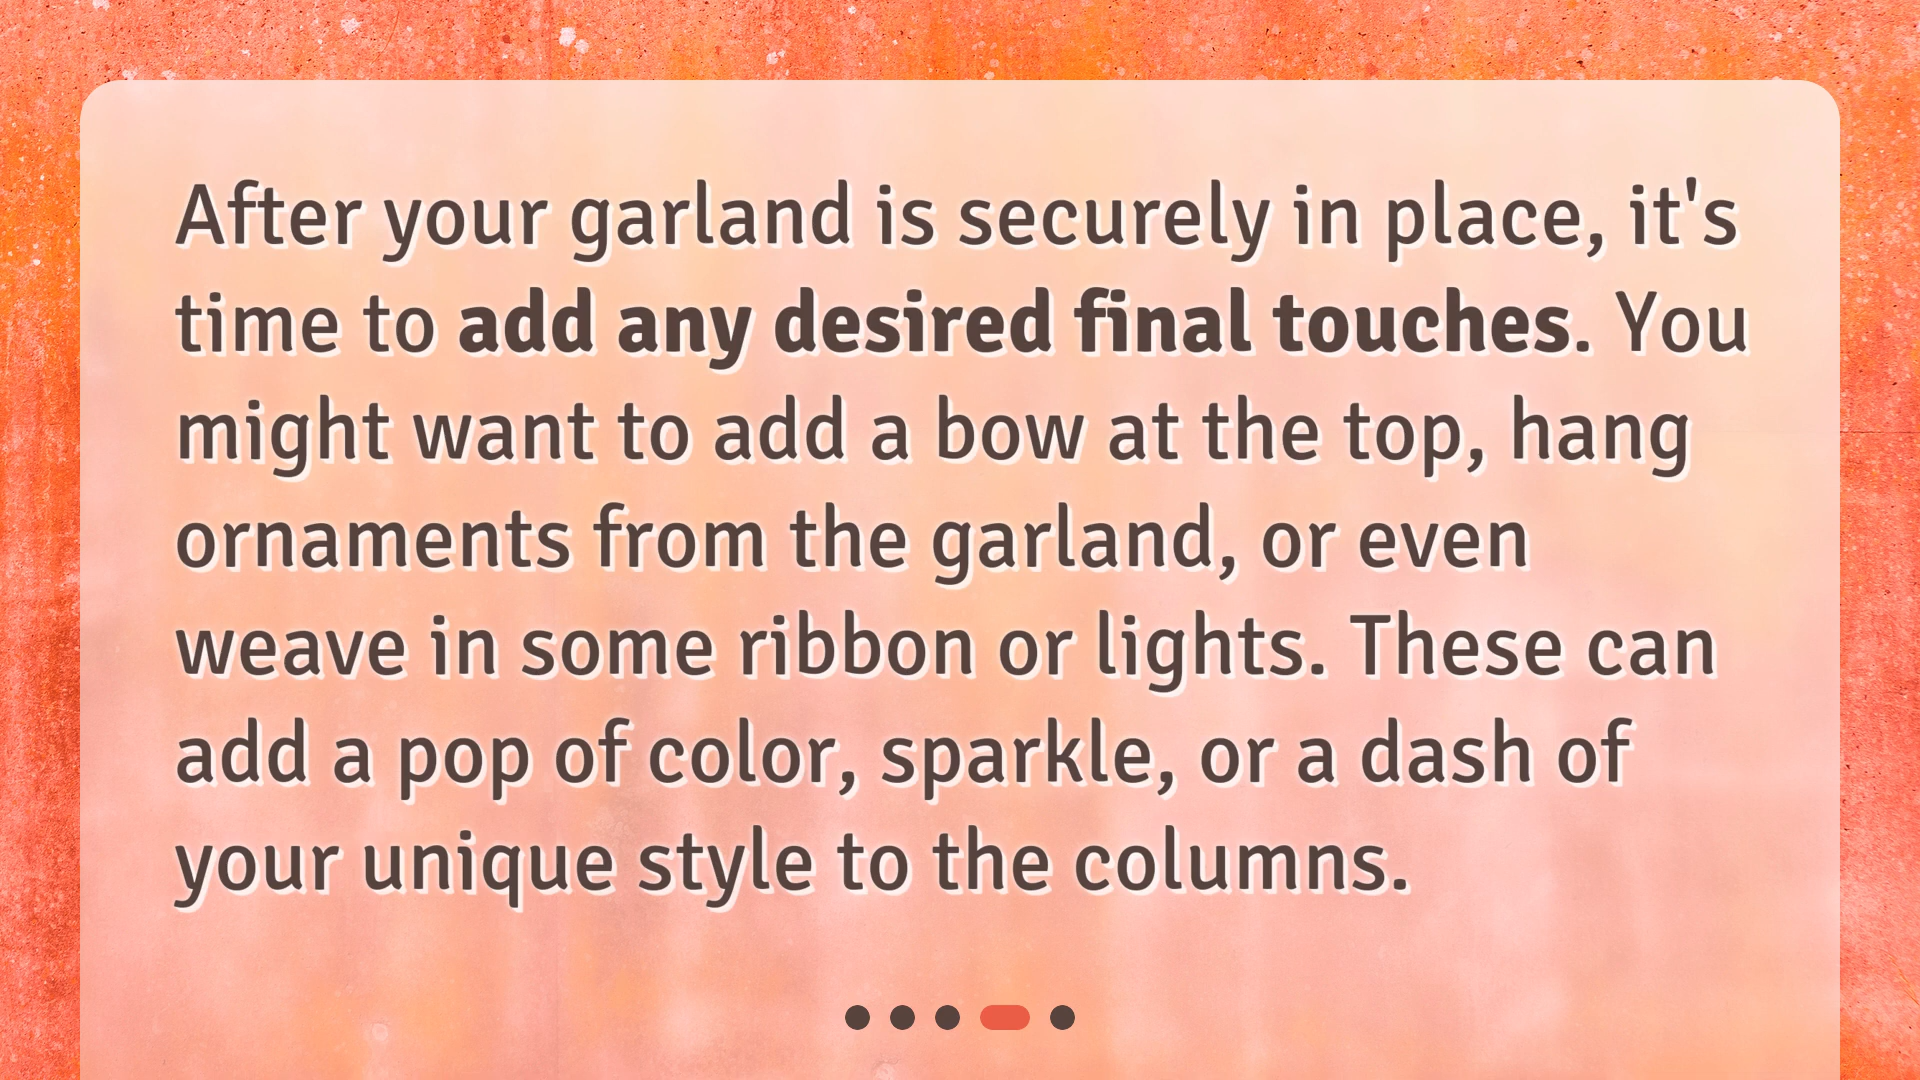 After your garland is securely in place, it's
time to add any desired final touches. You
might want to add a bow at the top, hang
ornaments from the garland, or even
weave in some ribbon or lights. These can
add a pop of color, sparkle, or a dash of
your unique style to the columns.